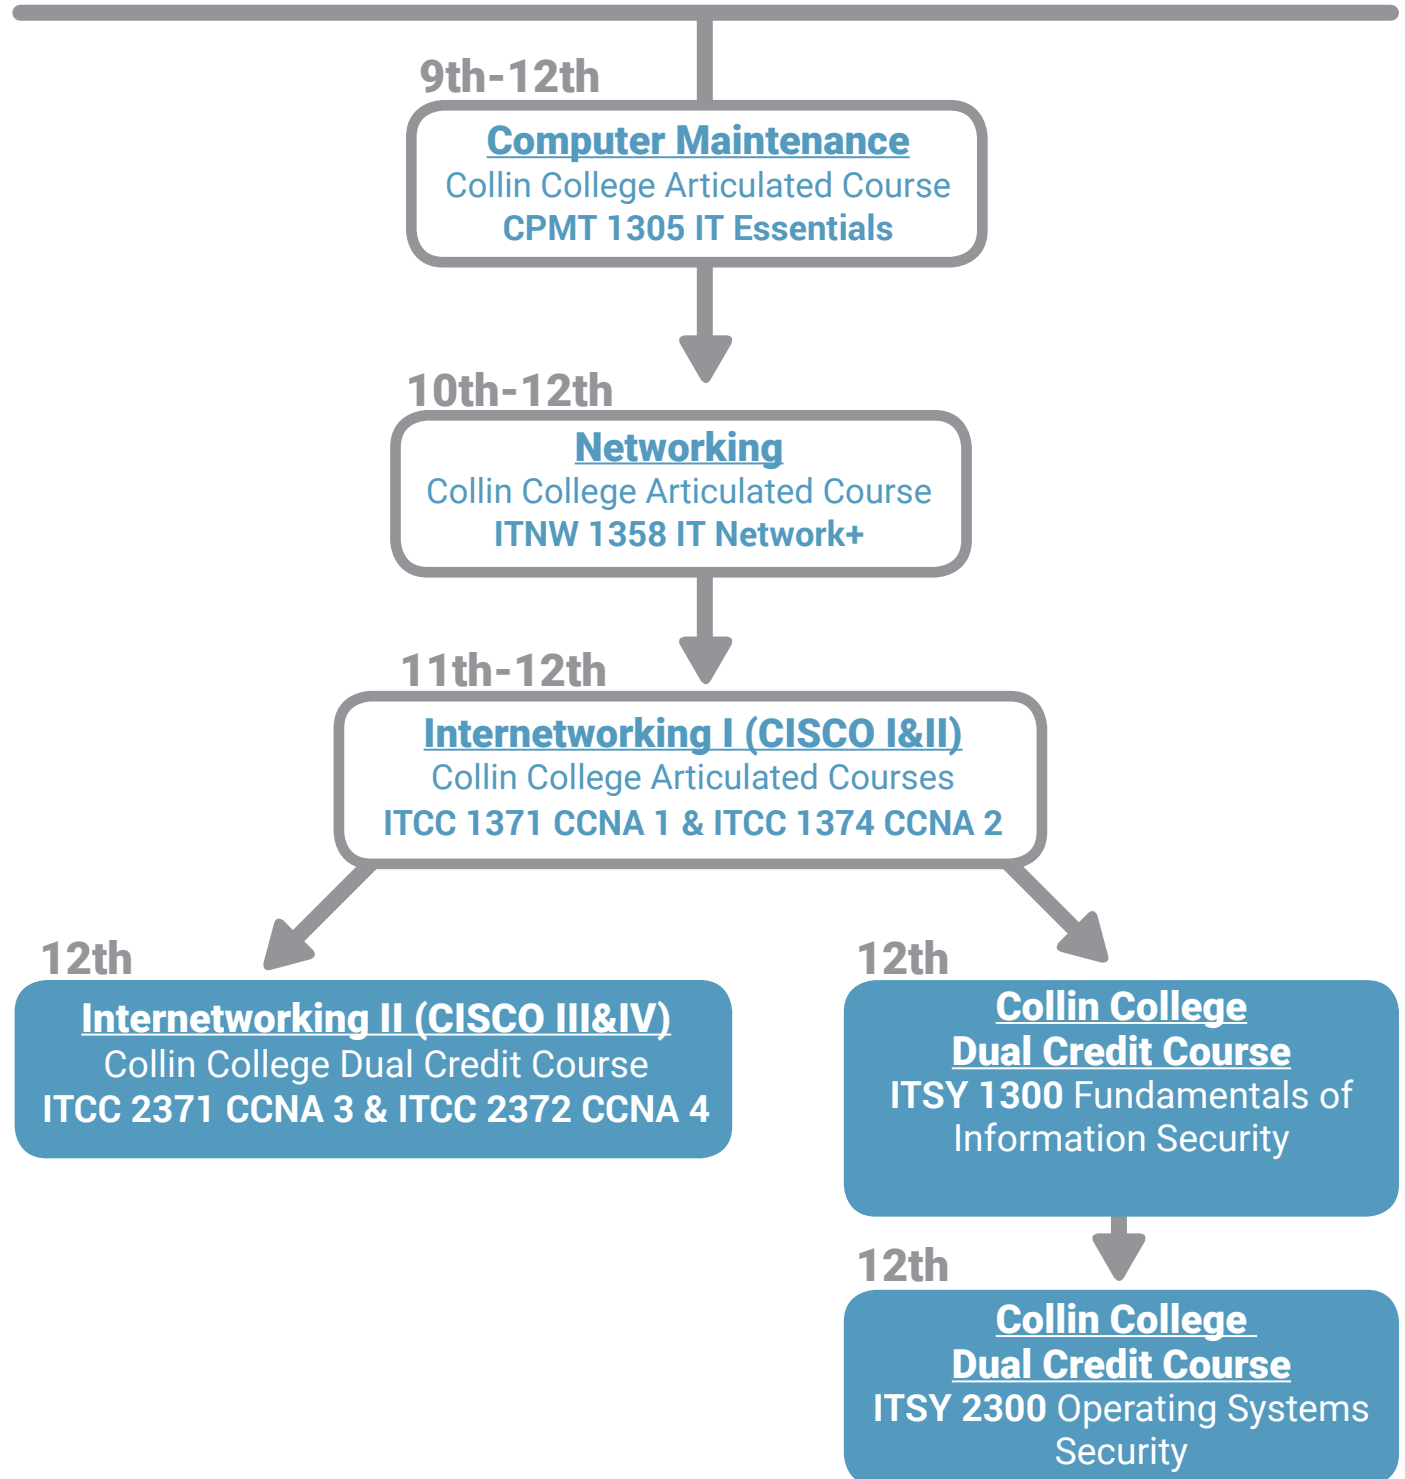 9th-12th
Computer Maintenance
Collin College Articulated Course
CPMT 1305 IT Essentials
10th-12th
Networking
Collin College Articulated Course
ITNW 1358 IT Network+
11th-12th
Internetworking I (CISCO I&II)
Collin College Articulated Courses
ITCC 1371 CCNA 1 & ITCC 1374 CCNA 2
12th
Internetworking II (CISCO III&IV)
Collin College Dual Credit Course
ITCC 2371 CCNA 3 & ITCC 2372 CCNA 4
12th
Collin College
Dual Credit Course
ITSY 1300 Fundamentals of
Information Security
12th
Collin College
Dual Credit Course
ITSY 2300 Operating Systems
Security